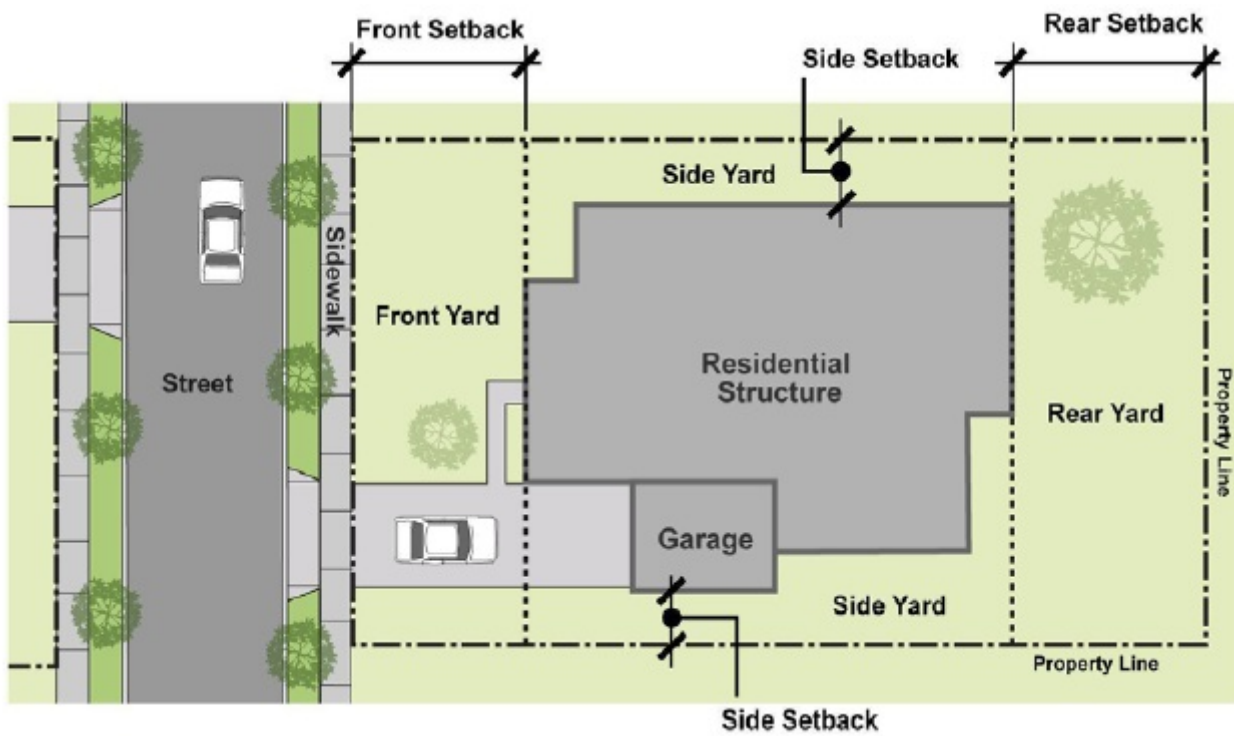 Front Setback
Rear Setback
Side Setback
Side Yard
Sidewalk
Front Yard
Street
Residential
Structure
Rear Yard
Property Line
Garage
Side Yard
Property Line
Side Setback